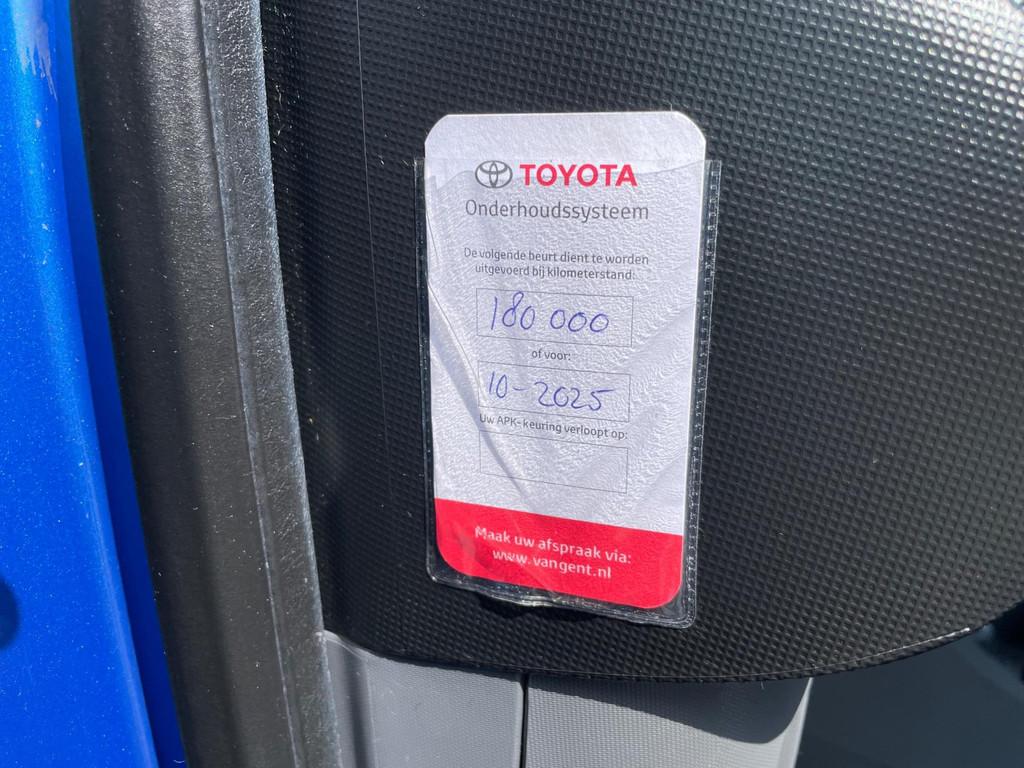 TOYOTA
Onderhoudssysteem
De volgende beurt dient te worden
uitgevoerd bij kilometerstand:
180 000
of voor:
10-2025
Uw APK-keuring verloopt op:
Maak uw afspraak via:
www.vangent.nl